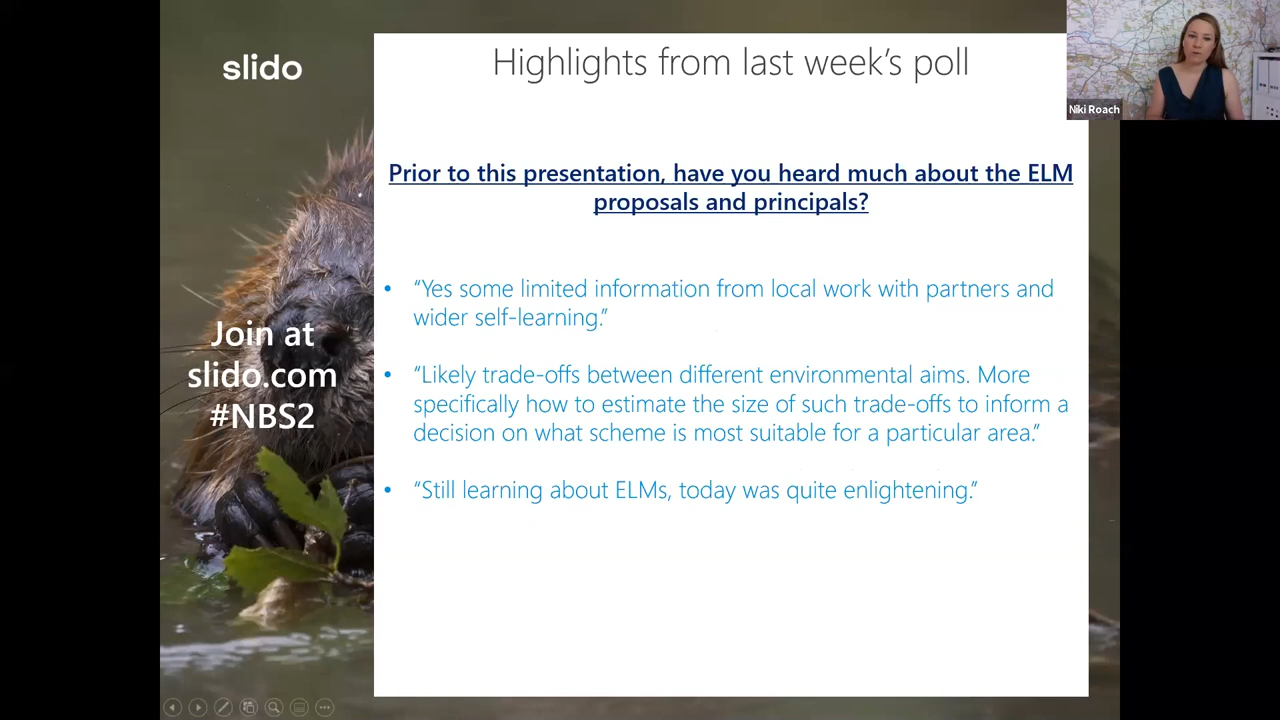 slido
Join at
slido.com
#NBS2
Highlights from last week’s poll
Prior to this presentation, have you heard much about the ELM
proposals and principals?
• “Yes some limited information from local work with partners and
wider self-learning.”
• “Likely trade-offs between different environmental aims. More
specifically how to estimate the size of such trade-offs to inform a
decision on what scheme is most suitable for a particular area.”
• “Still learning about ELMs, today was quite enlightening.”
Niki Roach